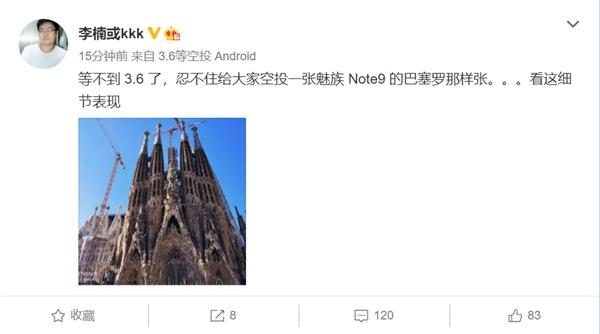 李楠或kkk
15分钟前 来自 3.6等空投 Android
等不到 3.6 了，忍不住给大家空投一张魅族 Note9 的巴塞罗那样张。。。看这细
节表现
收藏
8
120
83